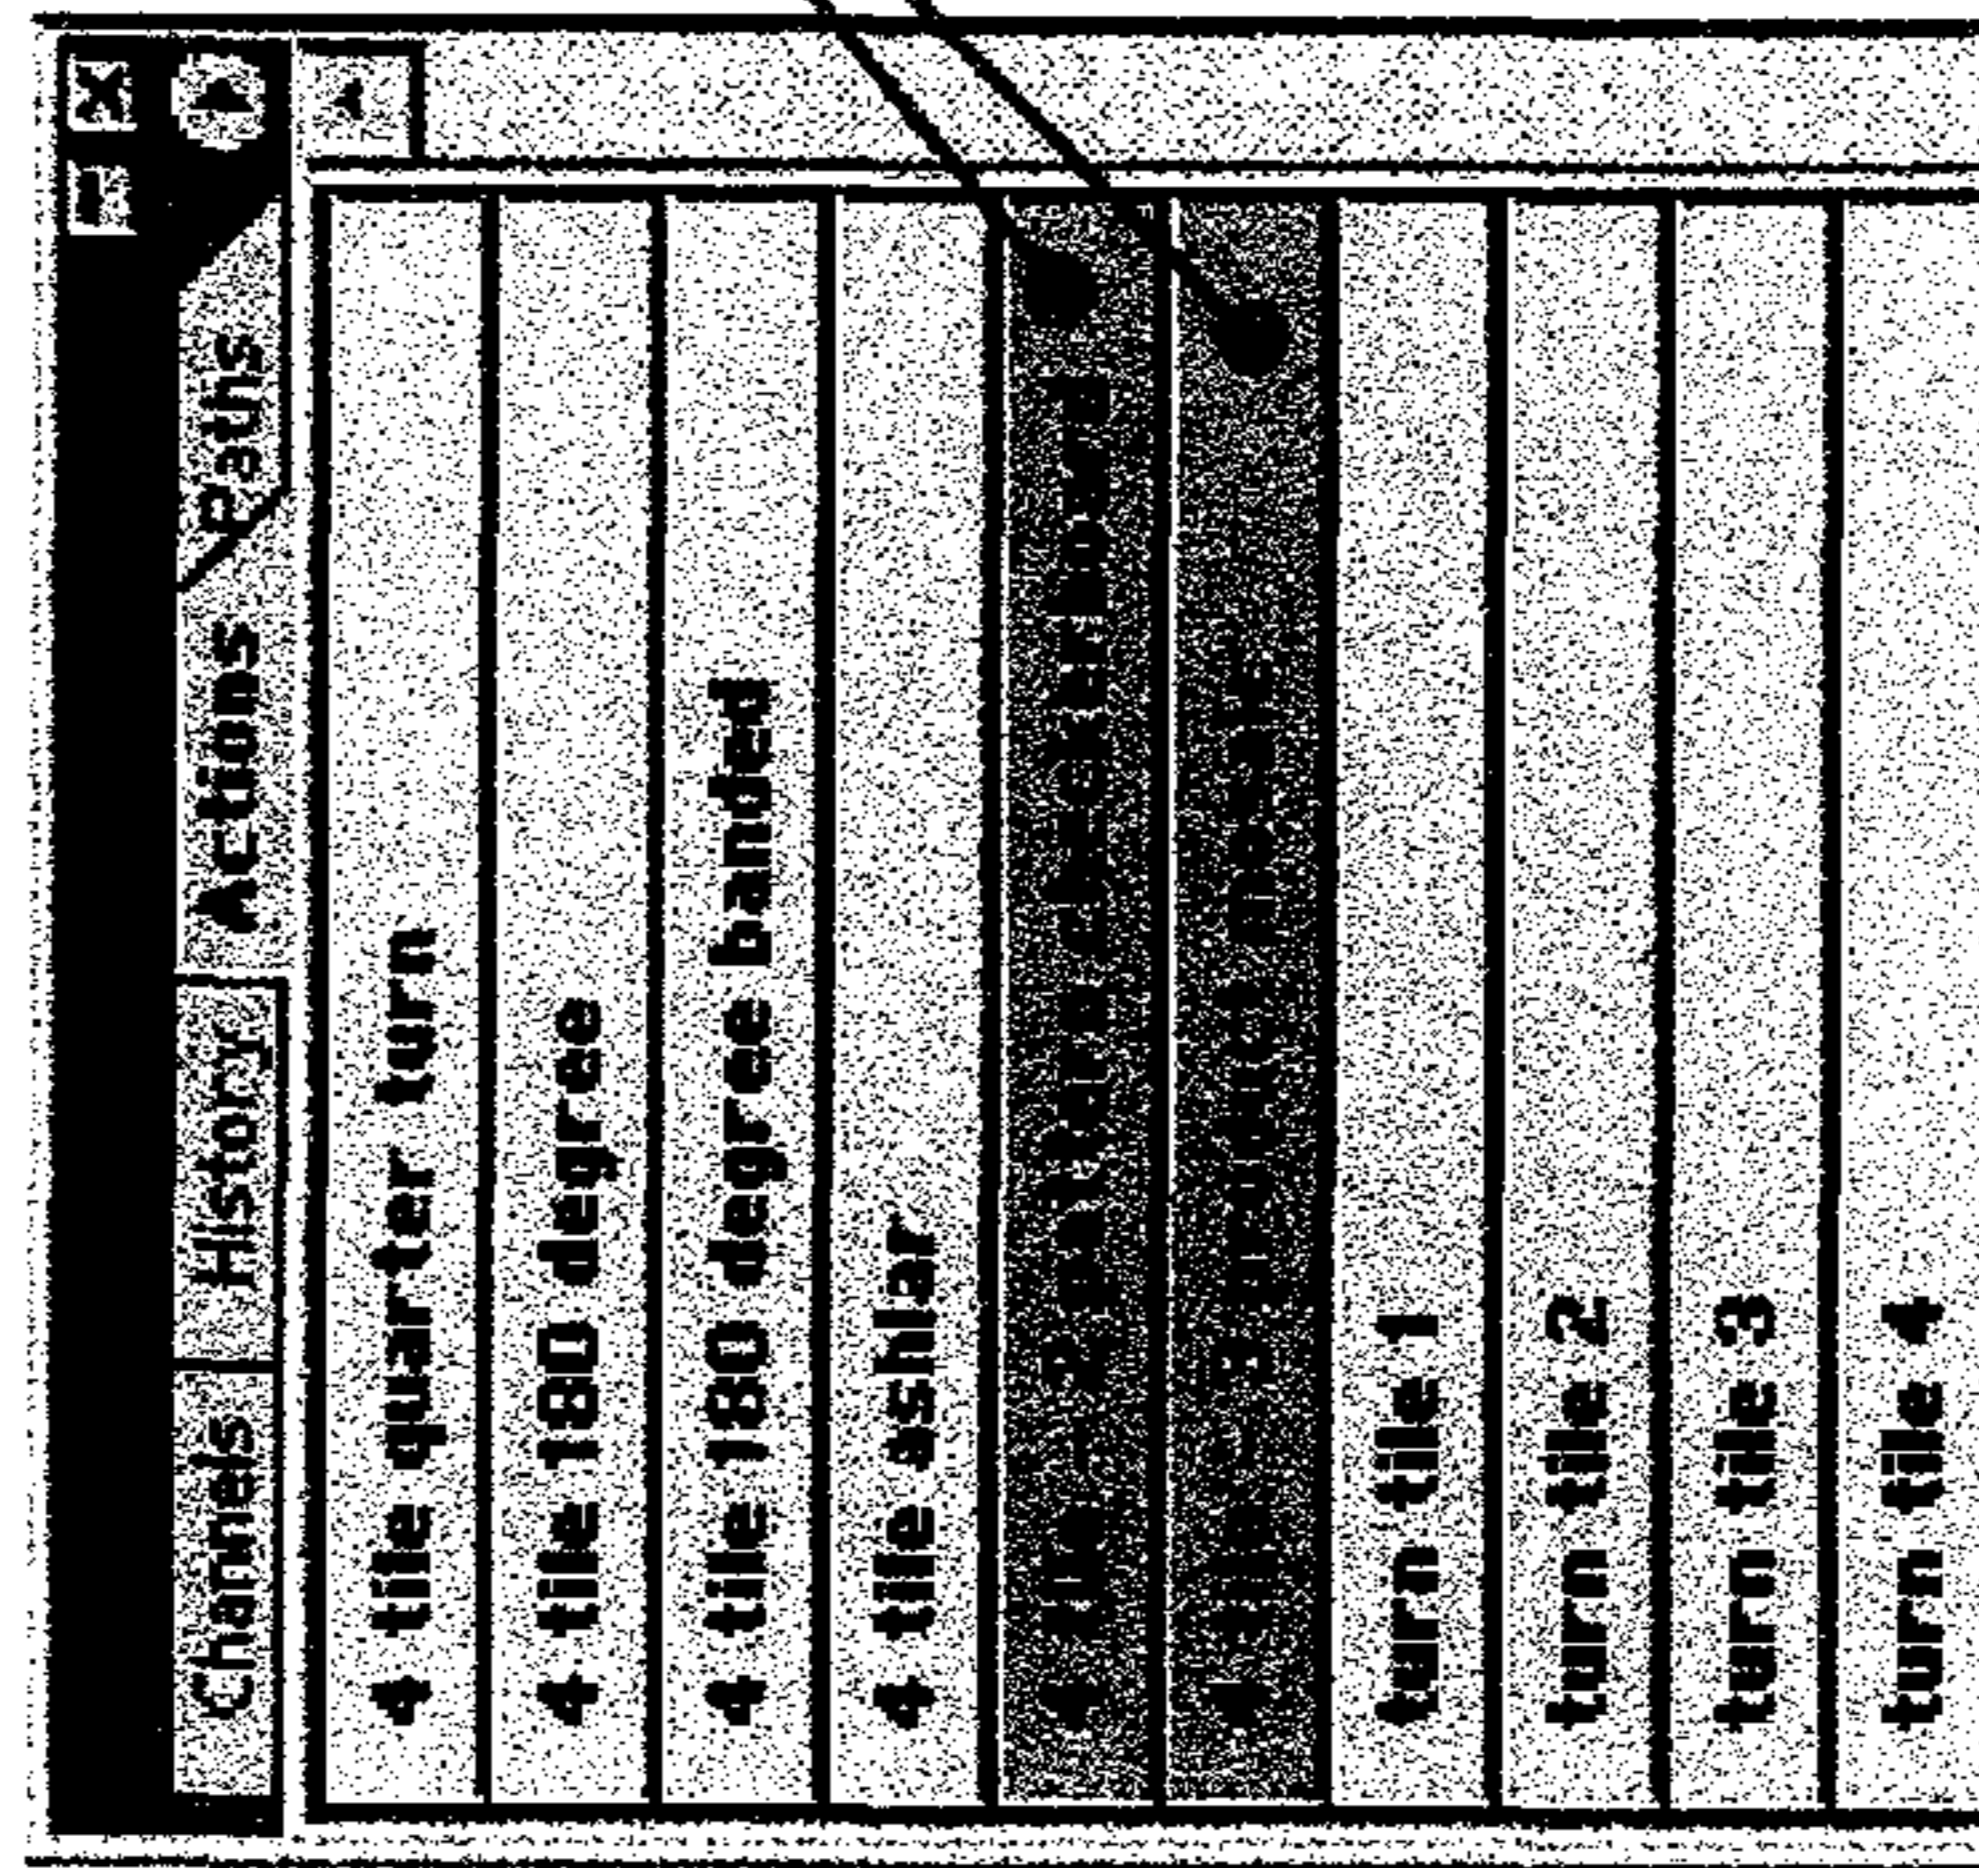 Channels History Actions Paths
4 tile quarter turn
4 tile 180 degree
4 tile 180 degree banded
4 tile ashlar
turn tile 1
turn tile 2
turn tile 3
turn tile 4